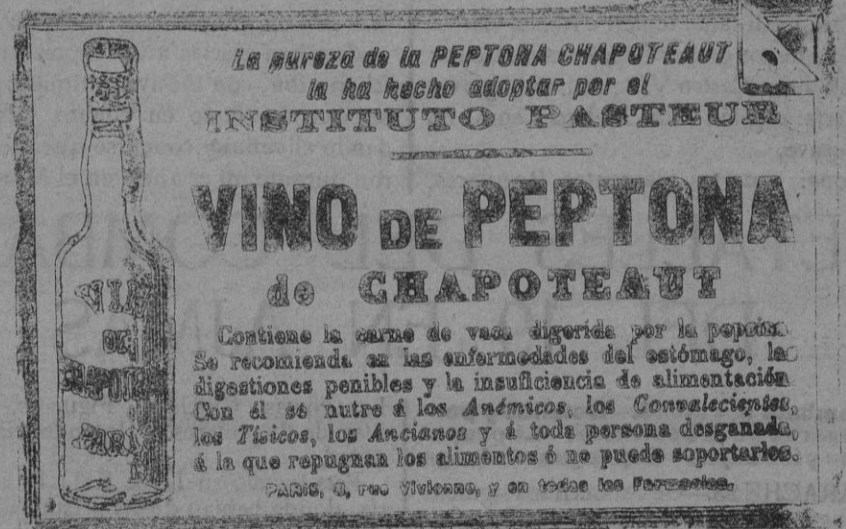 La pureza de la PEPTONA CHAPOTEAUT
la ha hecho adoptar por el
INSTITUTO PASTEUR
VINO DE PEPTONA
de CHAPOTEAUT
Contiene la carne de vaca digerida por la pepsina.
Se recomienda en las enfermedades del estómago, las
digestiones penibles y la insuficiencia de alimentación
Con él se nutre á los Anémicos, los Convalecientes,
los Tísicos, los Ancianos y á toda persona desganada,
á la que repugnan los alimentos ó no puede soportarlos.
PARIS, 8, rue Vivienne, y en todas las Farmacias.
DE
PARIS